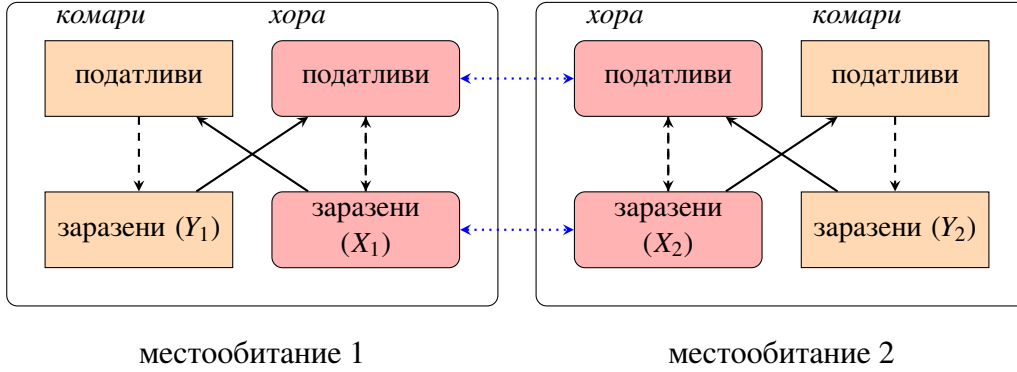 комари хора
податливи податливи
заразени (Y₁) заразени
(X₁)
местообитание 1
хора комари
податливи податливи
заразени
(X₂) заразени (Y₂)
местообитание 2